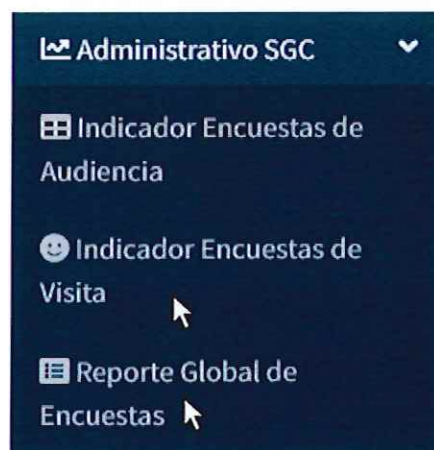 Administrativo SGC
Indicador Encuestas de
Audiencia
Indicador Encuestas de
Visita
Reporte Global de
Encuestas